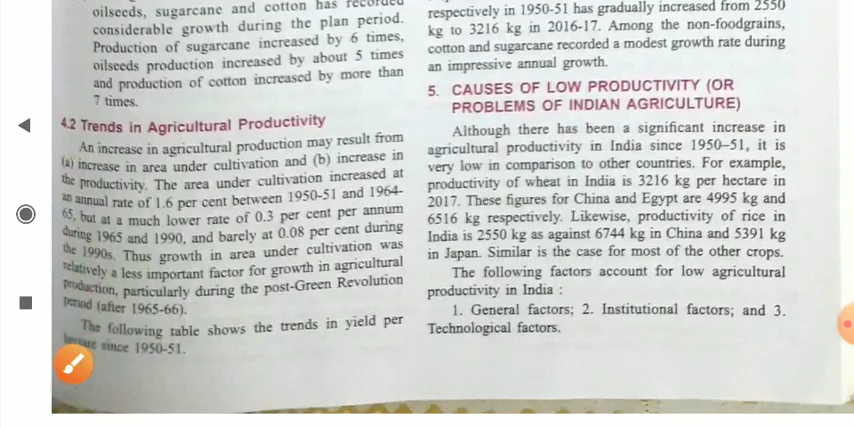 oilseeds, sugarcane and cotton has recorded
considerable growth during the plan period.
Production of sugarcane increased by 6 times,
oilseeds production increased by about 5 times
and production of cotton increased by more than
7 times.
4.2 Trends in Agricultural Productivity
An increase in agricultural production may result from
(a) increase in area under cultivation and (b) increase in
the productivity. The area under cultivation increased at
an annual rate of 1.6 per cent between 1950-51 and 1964-
65, but at a much lower rate of 0.3 per cent per annum
during 1965 and 1990, and barely at 0.08 per cent during
the 1990s. Thus growth in area under cultivation was
relatively a less important factor for growth in agricultural
production, particularly during the post-Green Revolution
period (after 1965-66).
The following table shows the trends in yield per
hectare since 1950-51.
respectively in 1950-51 has gradually increased from 2550
kg to 3216 kg in 2016-17. Among the non-foodgrains,
cotton and sugarcane recorded a modest growth rate during
an impressive annual growth.
5. CAUSES OF LOW PRODUCTIVITY (OR
PROBLEMS OF INDIAN AGRICULTURE)
Although there has been a significant increase in
agricultural productivity in India since 1950–51, it is
very low in comparison to other countries. For example,
productivity of wheat in India is 3216 kg per hectare in
2017. These figures for China and Egypt are 4995 kg and
6516 kg respectively. Likewise, productivity of rice in
India is 2550 kg as against 6744 kg in China and 5391 kg
in Japan. Similar is the case for most of the other crops.
The following factors account for low agricultural
productivity in India :
1. General factors; 2. Institutional factors; and 3.
Technological factors.